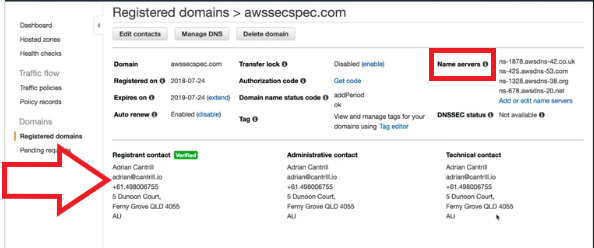 Registered domains > awssecspec.com
Edit contacts Manage DNS Delete domain
Dashboard
Hosted zones
Health checks
Traffic flow
Traffic policies
Policy records
Domains
Registered domains
Pending requests
Domain awssecspec.com
Registered on 2018-07-24
Expires on 2019-07-24 (extend)
Auto renew Enabled (disable)
Transfer lock Disabled (enable)
Authorization code Get code
Domain name status code addPeriod
ok
Tag View and manage tags for your
domains using Tag editor
Name servers ns-1878.awsdns-42.co.uk
ns-425.awsdns-53.com
ns-1328.awsdns-38.org
ns-678.awsdns-20.net
Add or edit name servers
DNSSEC status Not available
Registrant contact Verified
Adrian Cantrill
adrian@cantrill.io
+61.498006755
5 Dunoon Court,
Ferny Grove QLD 4055
AU
Administrative contact
Adrian Cantrill
adrian@cantrill.io
+61.498006755
5 Dunoon Court,
Ferny Grove QLD 4055
AU
Technical contact
Adrian Cantrill
adrian@cantrill.io
+61.498006755
5 Dunoon Court,
Ferny Grove QLD 4055
AU